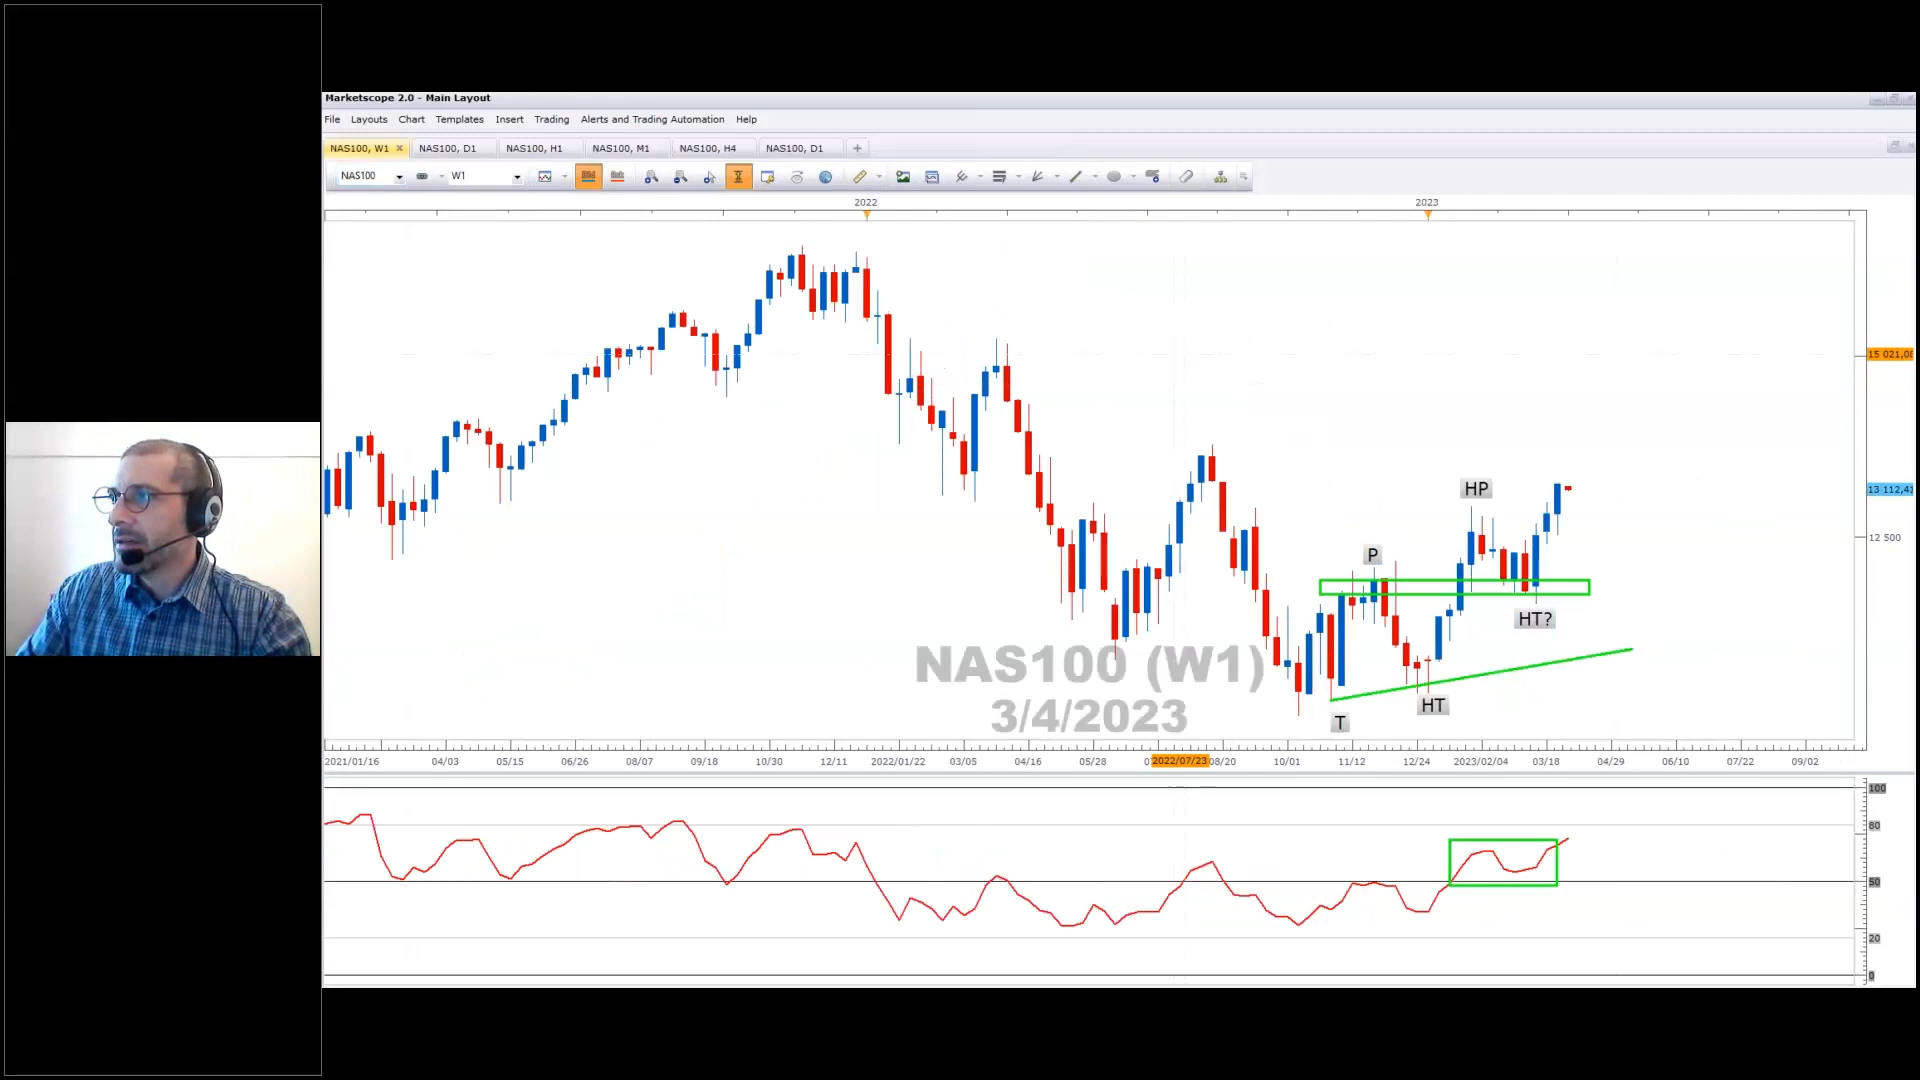 Marketscope 2.0 - Main Layout
File Layouts Chart Templates Insert Trading Alerts and Trading Automation Help
NAS100, W1 NAS100, D1 NAS100, H1 NAS100, M1 NAS100, H4 NAS100, D1
NAS100 W1
2022 2023
15 021,08
HP
13 112,41
12 500
P
HT?
NAS100 (W1)
HT
3/4/2023
T
2021/01/16 04/03 05/15 06/26 08/07 09/18 10/30 12/11 2022/01/22 03/05 04/16 05/28 2022/07/23 08/20 10/01 11/12 12/24 2023/02/04 03/18 04/29 06/10 07/22 09/02
100
80
50
20
0